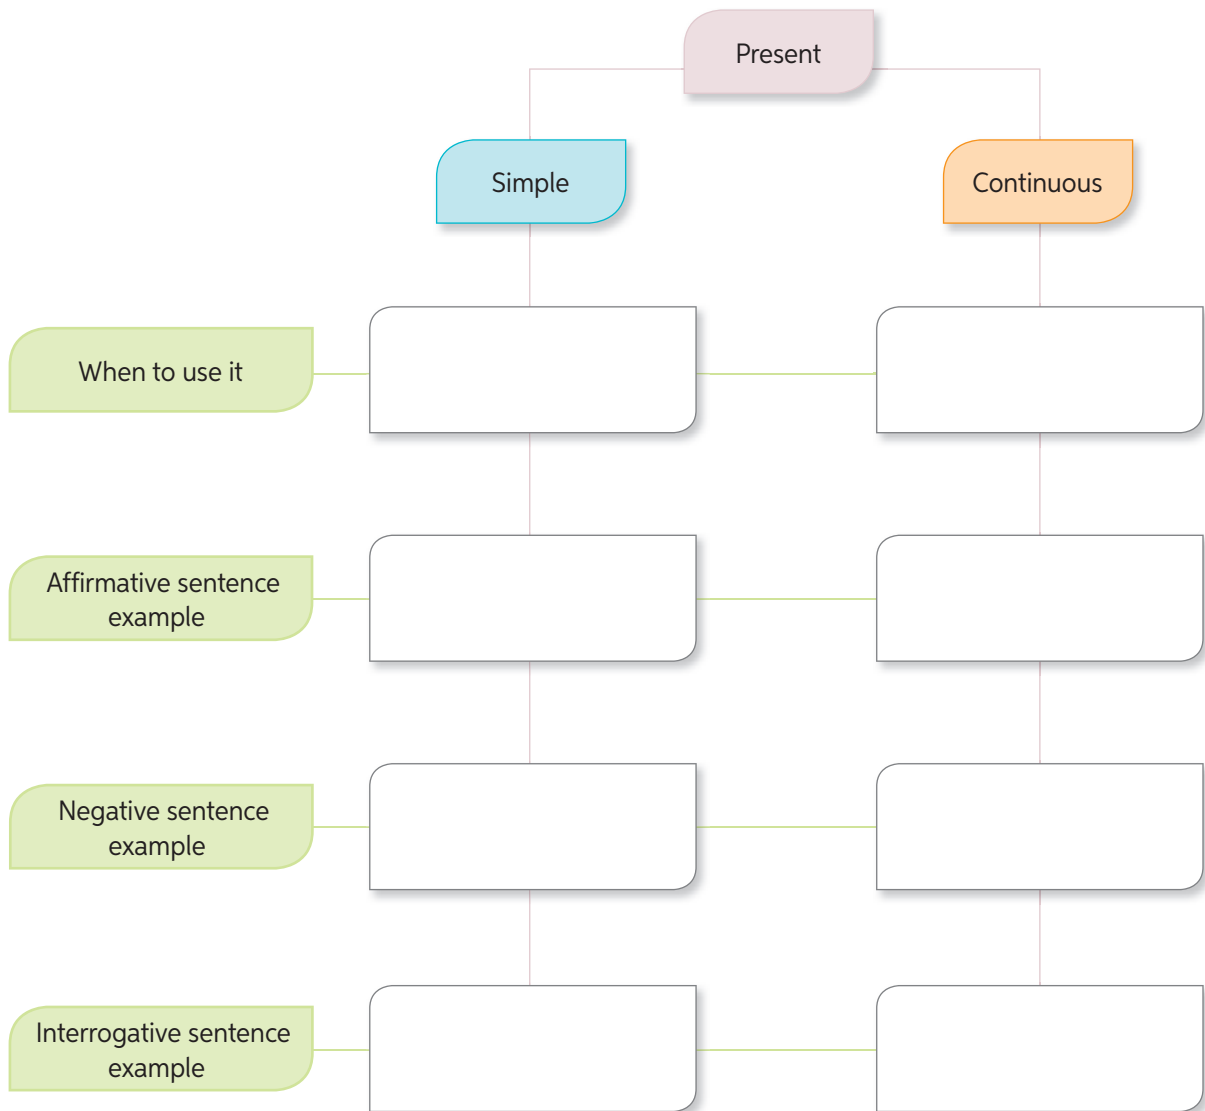 Present
Simple
Continuous
When to use it
Affirmative sentence
example
Negative sentence
example
Interrogative sentence
example